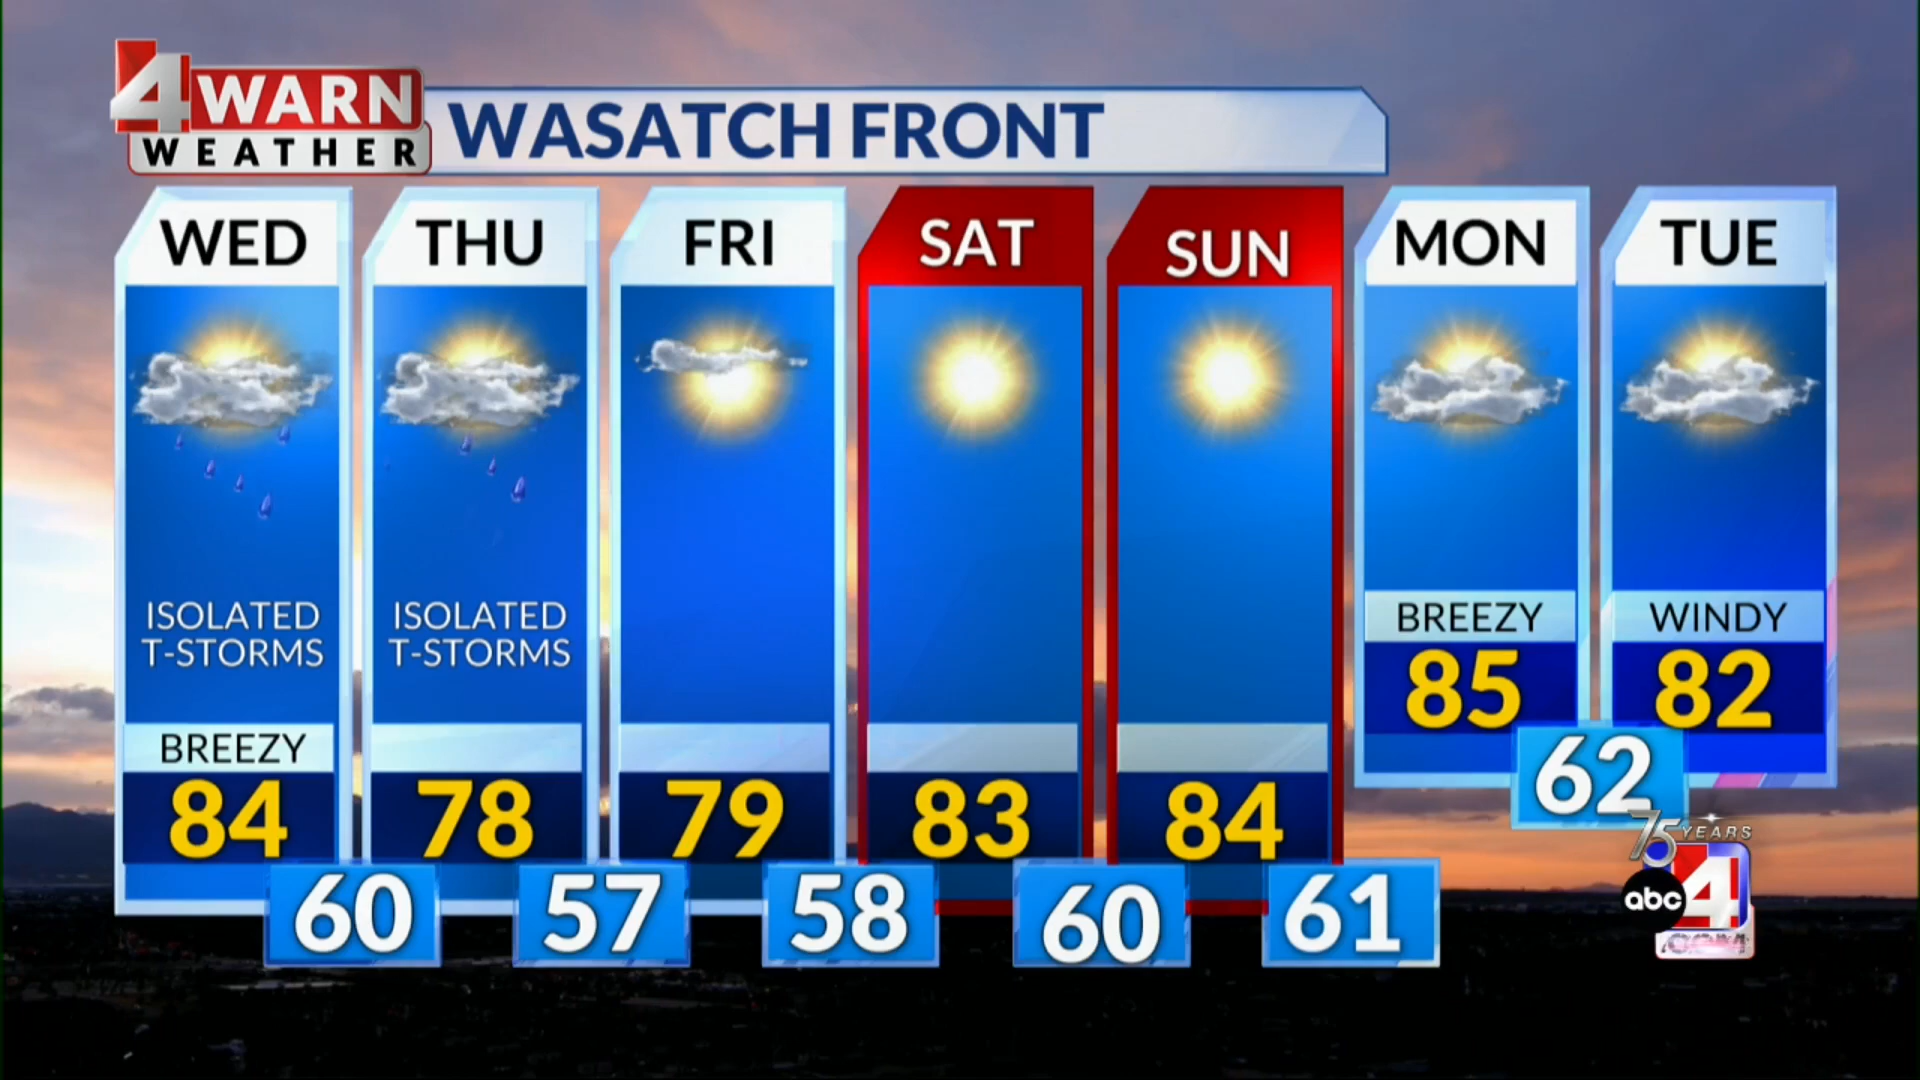 4WARN
WEATHER
WASATCH FRONT
WED
THU
FRI
SAT
SUN
MON
TUE
ISOLATED
T-STORMS
ISOLATED
T-STORMS
BREEZY
WINDY
85
82
BREEZY
84
78
79
83
84
62
60
57
58
60
61
75 YEARS
abc 4
.COM